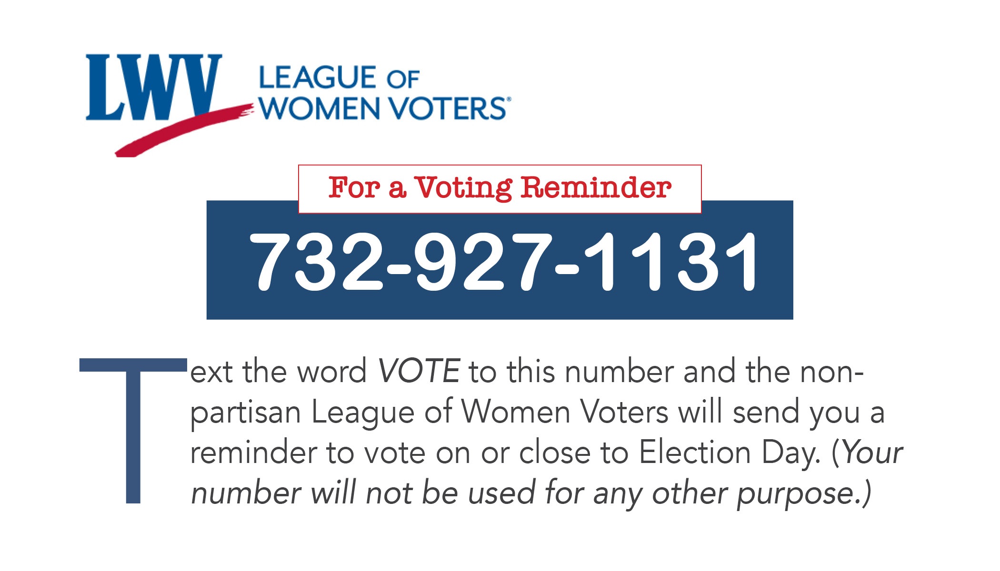 LWV
LEAGUE OF
WOMEN VOTERS®
For a Voting Reminder
732-927-1131
Text the word VOTE to this number and the non-
partisan League of Women Voters will send you a
reminder to vote on or close to Election Day. (Your
number will not be used for any other purpose.)